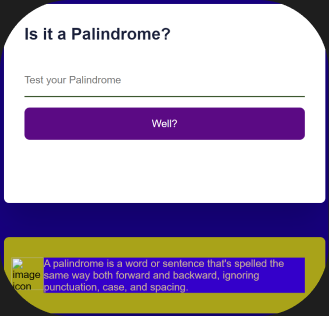 Is it a Palindrome?
Test your Palindrome
Well?
image
icon
A palindrome is a word or sentence that's spelled the
same way both forward and backward, ignoring
punctuation, case, and spacing.